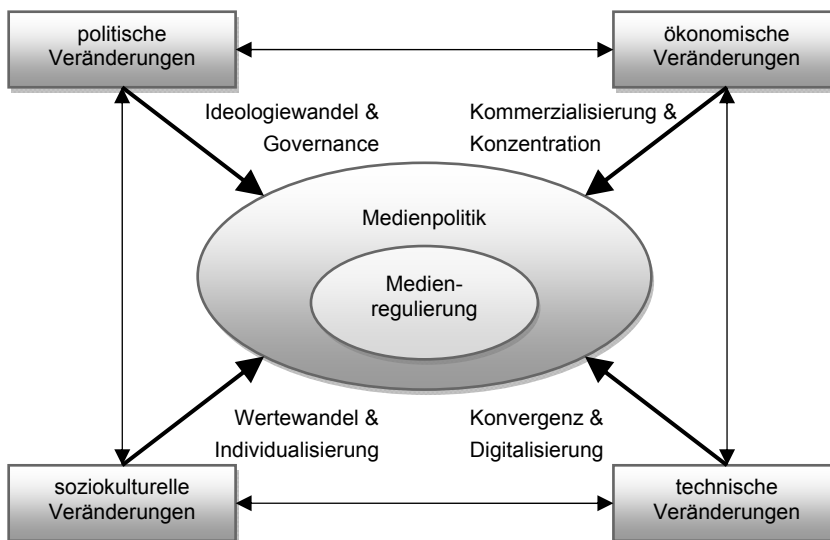 politische
Veränderungen
ökonomische
Veränderungen
Ideologiewandel &
Governance
Kommerzialisierung &
Konzentration
Medienpolitik
Medien-
regulierung
Wertewandel &
Individualisierung
Konvergenz &
Digitalisierung
soziokulturelle
Veränderungen
technische
Veränderungen